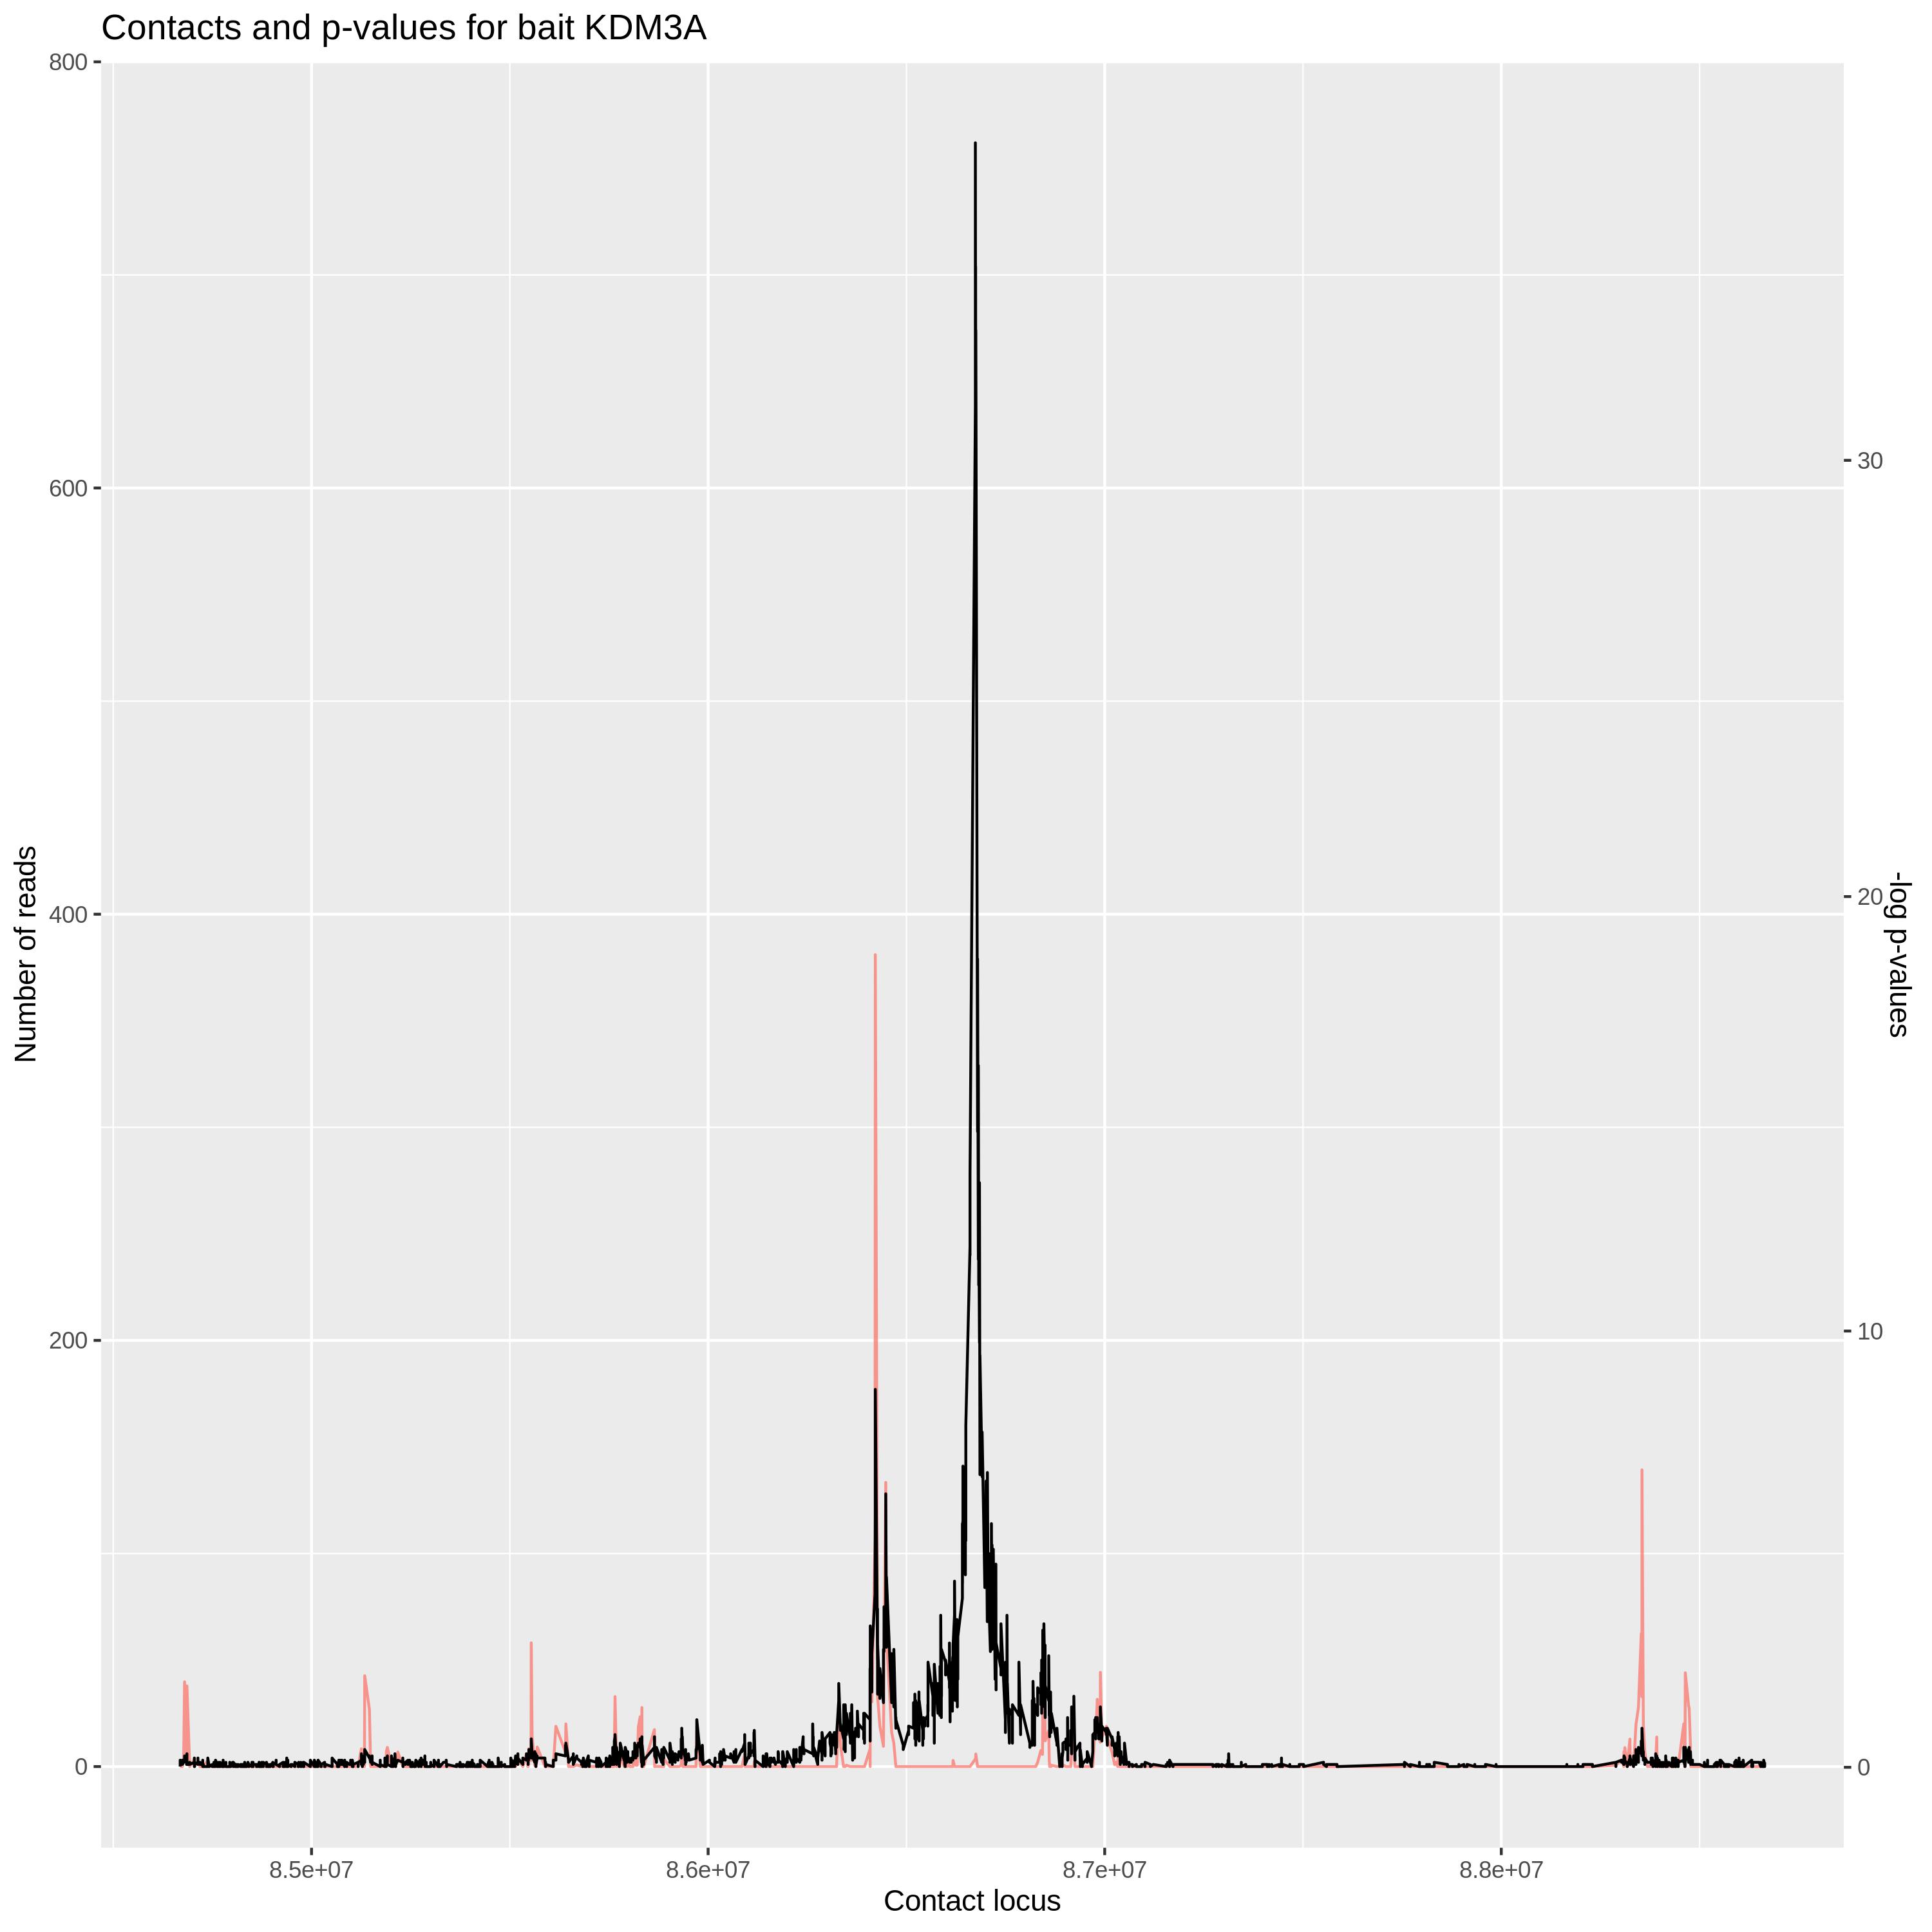 Contacts and p-values for bait KDM3A
800
600
400
200
0
Number of reads
30
20
10
0
-log p-values
8.5e+07
8.6e+07
8.7e+07
8.8e+07
Contact locus